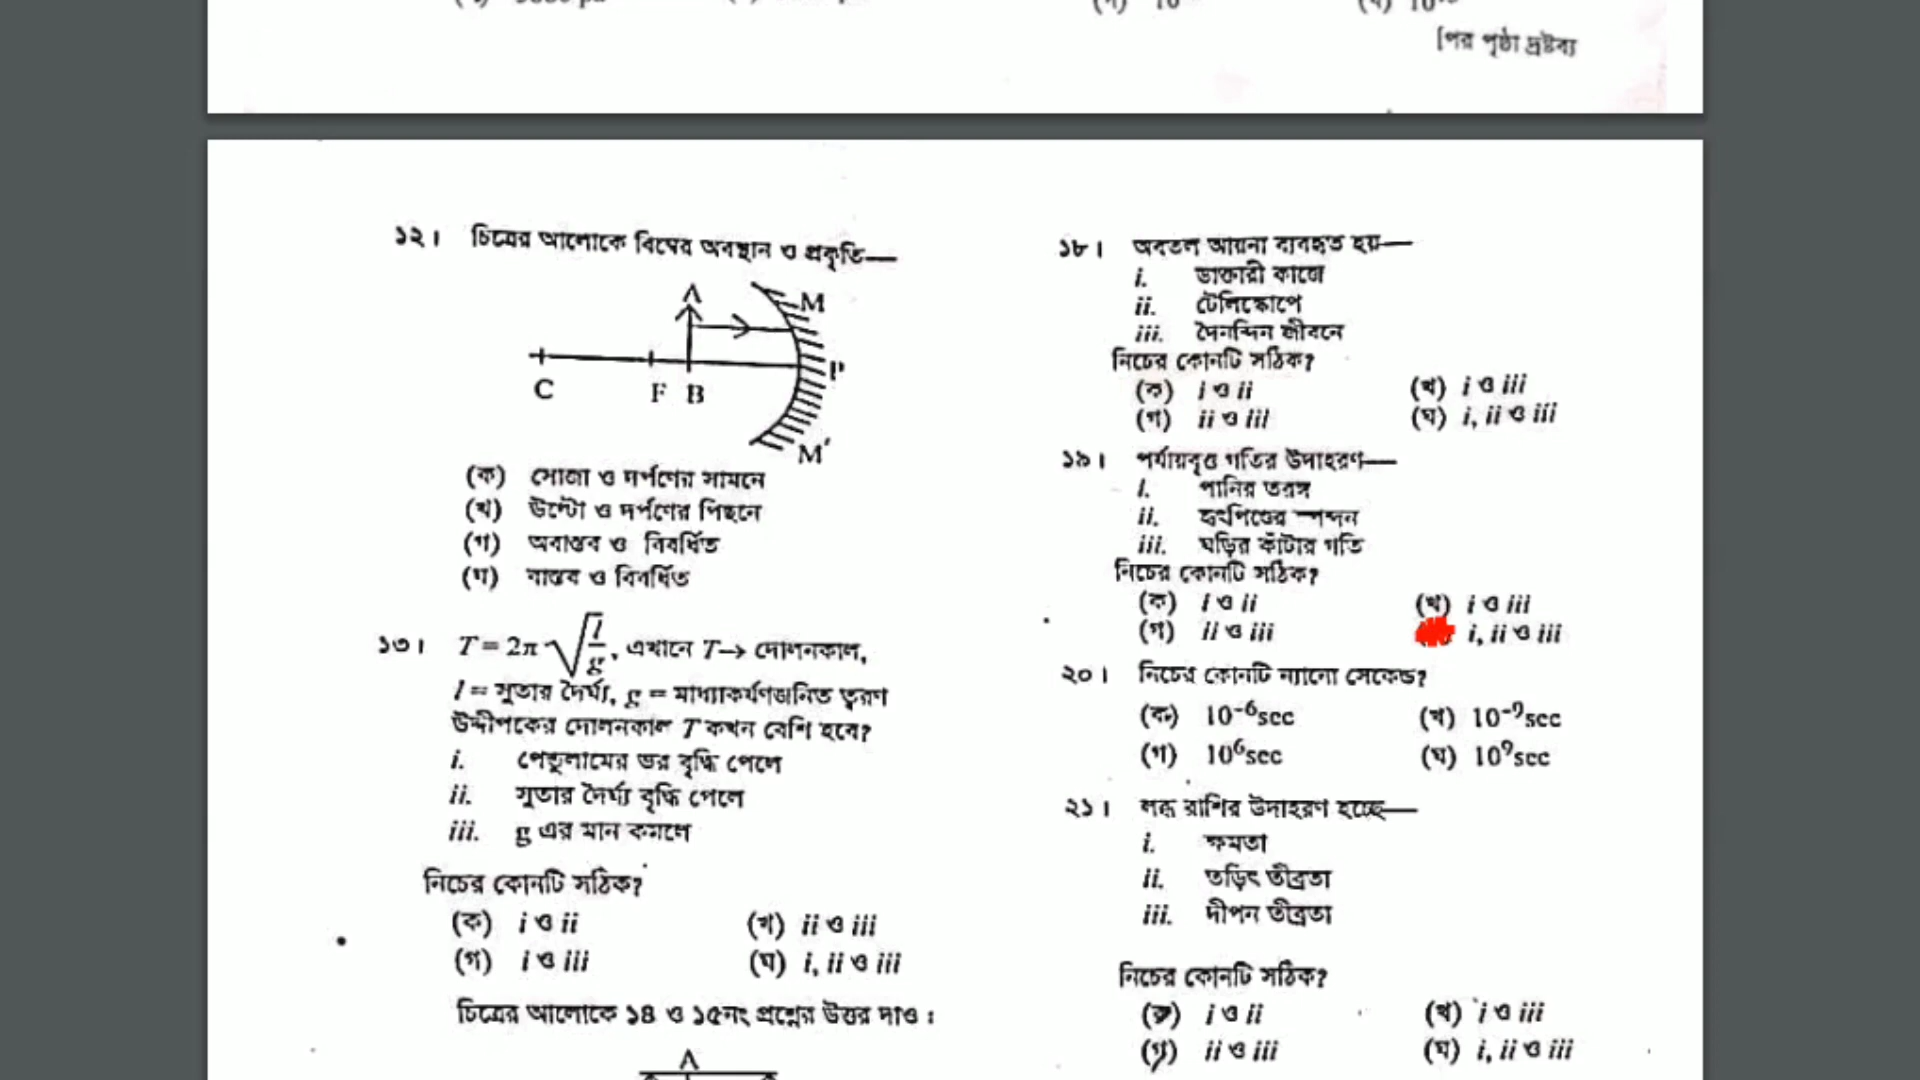 [পর পৃষ্ঠা দ্রষ্টব্য
১২। চিত্রের আলোকে বিম্বের অবস্থান ও প্রকৃতি—
A
M
C
F B
P
M′
(ক) সোজা ও দর্পণের সামনে
(খ) উল্টো ও দর্পণের পিছনে
(গ) অবাস্তব ও বিবর্ধিত
(ঘ) বাস্তব ও বিবর্ধিত
১৩। T = 2π √(l/g), এখানে T→ দোলনকাল,
l = সুতার দৈর্ঘ্য, g = মাধ্যাকর্ষণজনিত ত্বরণ
উদ্দীপকের দোলনকাল T কখন বেশি হবে?
i. পেন্ডুলামের ভর বৃদ্ধি পেলে
ii. সুতার দৈর্ঘ্য বৃদ্ধি পেলে
iii. g এর মান কমলে
নিচের কোনটি সঠিক?
(ক) i ও ii (খ) ii ও iii
(গ) i ও iii (ঘ) i, ii ও iii
চিত্রের আলোকে ১৪ ও ১৫নং প্রশ্নের উত্তর দাও :
A
১৮। অবতল আয়না ব্যবহৃত হয়—
i. ডাক্তারী কাজে
ii. টেলিস্কোপে
iii. দৈনন্দিন জীবনে
নিচের কোনটি সঠিক?
(ক) i ও ii (খ) i ও iii
(গ) ii ও iii (ঘ) i, ii ও iii
১৯। পর্যায়বৃত্ত গতির উদাহরণ—
i. পানির তরঙ্গ
ii. হৃৎপিণ্ডের স্পন্দন
iii. ঘড়ির কাঁটার গতি
নিচের কোনটি সঠিক?
(ক) i ও ii (খ) i ও iii
(গ) ii ও iii i, ii ও iii
২০। নিচের কোনটি ন্যানো সেকেন্ড?
(ক) 10⁻⁶sec (খ) 10⁻⁹sec
(গ) 10⁶sec (ঘ) 10⁹sec
২১। লব্ধ রাশির উদাহরণ হচ্ছে—
i. ক্ষমতা
ii. তড়িৎ তীব্রতা
iii. দীপন তীব্রতা
নিচের কোনটি সঠিক?
(ক) i ও ii (খ) i ও iii
(গ) ii ও iii (ঘ) i, ii ও iii